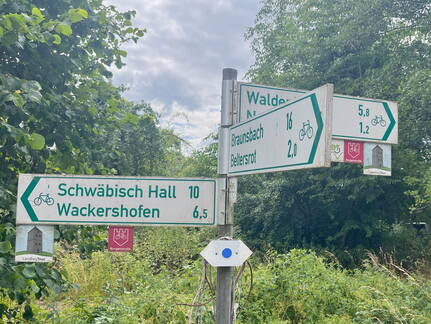 Schwäbisch Hall 10
Wackershofen 6,5
Braunsbach 16
Bellersrot 2,0
5,8
1,2